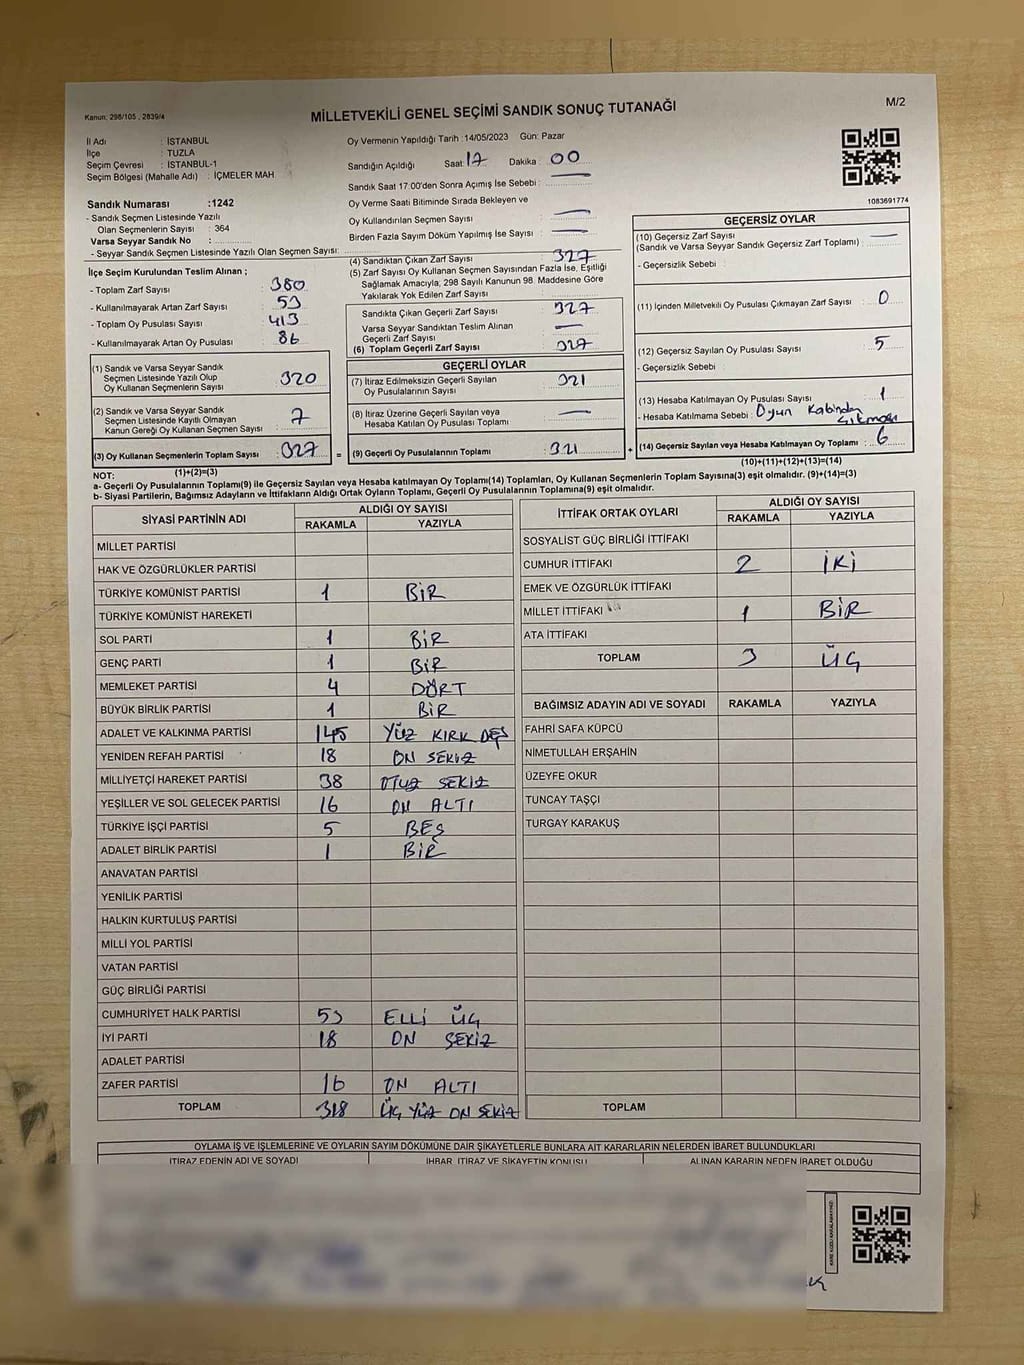 Kanun: 298/105 , 2839/4
MİLLETVEKİLİ GENEL SEÇİMİ SANDIK SONUÇ TUTANAĞI
M/2
İl Adı : İSTANBUL
İlçe : TUZLA
Seçim Çevresi : İSTANBUL-1
Seçim Bölgesi (Mahalle Adı) : İÇMELER MAH
Oy Vermenin Yapıldığı Tarih :14/05/2023 Gün: Pazar
Sandığın Açıldığı Saat: 17 Dakika : 00
Sandık Saat 17:00'den Sonra Açımış İse Sebebi :
Oy Verme Saati Bitiminde Sırada Bekleyen ve
Oy Kullandırılan Seçmen Sayısı : —
Birden Fazla Sayım Döküm Yapılmış İse Sayısı : —
1083691774
Sandık Numarası :1242
- Sandık Seçmen Listesinde Yazılı
Olan Seçmenlerin Sayısı : 364
Varsa Seyyar Sandık No :
- Seyyar Sandık Seçmen Listesinde Yazılı Olan Seçmen Sayısı:
İlçe Seçim Kurulundan Teslim Alınan ;
- Toplam Zarf Sayısı : 380
- Kullanılmayarak Artan Zarf Sayısı : 53
- Toplam Oy Pusulası Sayısı : 413
- Kullanılmayarak Artan Oy Pusulası : 86
(1) Sandık ve Varsa Seyyar Sandık
Seçmen Listesinde Yazılı Olup
Oy Kullanan Seçmenlerin Sayısı : 320
(2) Sandık ve Varsa Seyyar Sandık
Seçmen Listesinde Kayıtlı Olmayan
Kanun Gereği Oy Kullanan Seçmen Sayısı : 7
(3) Oy Kullanan Seçmenlerin Toplam Sayısı : 327 =
(1)+(2)=(3)
(4) Sandıktan Çıkan Zarf Sayısı : 327
(5) Zarf Sayısı Oy Kullanan Seçmen Sayısından Fazla İse, Eşitliği
Sağlamak Amacıyla, 298 Sayılı Kanunun 98. Maddesine Göre
Yakılarak Yok Edilen Zarf Sayısı :
Sandıkta Çıkan Geçerli Zarf Sayısı : 327
Varsa Seyyar Sandıktan Teslim Alınan
Geçerli Zarf Sayısı : —
(6) Toplam Geçerli Zarf Sayısı : 327
GEÇERLİ OYLAR
(7) İtiraz Edilmeksizin Geçerli Sayılan
Oy Pusulalarının Sayısı : 321
(8) İtiraz Üzerine Geçerli Sayılan veya
Hesaba Katılan Oy Pusulası Toplamı : —
(9) Geçerli Oy Pusulalarının Toplamı : 321 +
GEÇERSİZ OYLAR
(10) Geçersiz Zarf Sayısı : —
(Sandık ve Varsa Seyyar Sandık Geçersiz Zarf Toplamı) :
- Geçersizlik Sebebi :
(11) İçinden Milletvekili Oy Pusulası Çıkmayan Zarf Sayısı : 0
(12) Geçersiz Sayılan Oy Pusulası Sayısı : 5
- Geçersizlik Sebebi :
(13) Hesaba Katılmayan Oy Pusulası Sayısı : 1
- Hesaba Katılmama Sebebi : Oyun Kabinden
Çıkması
(14) Geçersiz Sayılan veya Hesaba Katılmayan Oy Toplamı : 6
(10)+(11)+(12)+(13)=(14)
NOT:
a- Geçerli Oy Pusulalarının Toplamı(9) ile Geçersiz Sayılan veya Hesaba katılmayan Oy Toplamı(14) Toplamları, Oy Kullanan Seçmenlerin Toplam Sayısına(3) eşit olmalıdır. (9)+(14)=(3)
b- Siyasi Partilerin, Bağımsız Adayların ve İttifakların Aldığı Ortak Oyların Toplamı, Geçerli Oy Pusulalarının Toplamına(9) eşit olmalıdır.
SİYASİ PARTİNİN ADI ALDIĞI OY SAYISI
RAKAMLA YAZIYLA
MİLLET PARTİSİ
HAK VE ÖZGÜRLÜKLER PARTİSİ
TÜRKİYE KOMÜNİST PARTİSİ 1 BİR
TÜRKİYE KOMÜNİST HAREKETİ
SOL PARTİ 1 BİR
GENÇ PARTİ 1 BİR
MEMLEKET PARTİSİ 4 DÖRT
BÜYÜK BİRLİK PARTİSİ 1 BİR
ADALET VE KALKINMA PARTİSİ 145 YÜZ KIRK BEŞ
YENİDEN REFAH PARTİSİ 18 ON SEKİZ
MİLLİYETÇİ HAREKET PARTİSİ 38 OTUZ SEKİZ
YEŞİLLER VE SOL GELECEK PARTİSİ 16 ON ALTI
TÜRKİYE İŞÇİ PARTİSİ 5 BEŞ
ADALET BİRLİK PARTİSİ 1 BİR
ANAVATAN PARTİSİ
YENİLİK PARTİSİ
HALKIN KURTULUŞ PARTİSİ
MİLLİ YOL PARTİSİ
VATAN PARTİSİ
GÜÇ BİRLİĞİ PARTİSİ
CUMHURİYET HALK PARTİSİ 53 ELLİ ÜÇ
İYİ PARTİ 18 ON SEKİZ
ADALET PARTİSİ
ZAFER PARTİSİ 16 ON ALTI
TOPLAM 318 ÜÇ YÜZ ON SEKİZ
İTTİFAK ORTAK OYLARI ALDIĞI OY SAYISI
RAKAMLA YAZIYLA
SOSYALİST GÜÇ BİRLİĞİ İTTİFAKI
CUMHUR İTTİFAKI 2 İKİ
EMEK VE ÖZGÜRLÜK İTTİFAKI
MİLLET İTTİFAKI 1 BİR
ATA İTTİFAKI
TOPLAM 3 ÜÇ
BAĞIMSIZ ADAYIN ADI VE SOYADI RAKAMLA YAZIYLA
FAHRİ SAFA KÜPCÜ
NİMETULLAH ERŞAHİN
ÜZEYFE OKUR
TUNCAY TAŞÇI
TURGAY KARAKUŞ
TOPLAM
OYLAMA İŞ VE İŞLEMLERİNE VE OYLARIN SAYIM DÖKÜMÜNE DAİR ŞİKAYETLERLE BUNLARA AİT KARARLARIN NELERDEN İBARET BULUNDUKLARI
İTİRAZ EDENİN ADI VE SOYADI İHBAR, İTİRAZ VE ŞİKAYETİN KONUSU ALINAN KARARIN NEDEN İBARET OLDUĞU